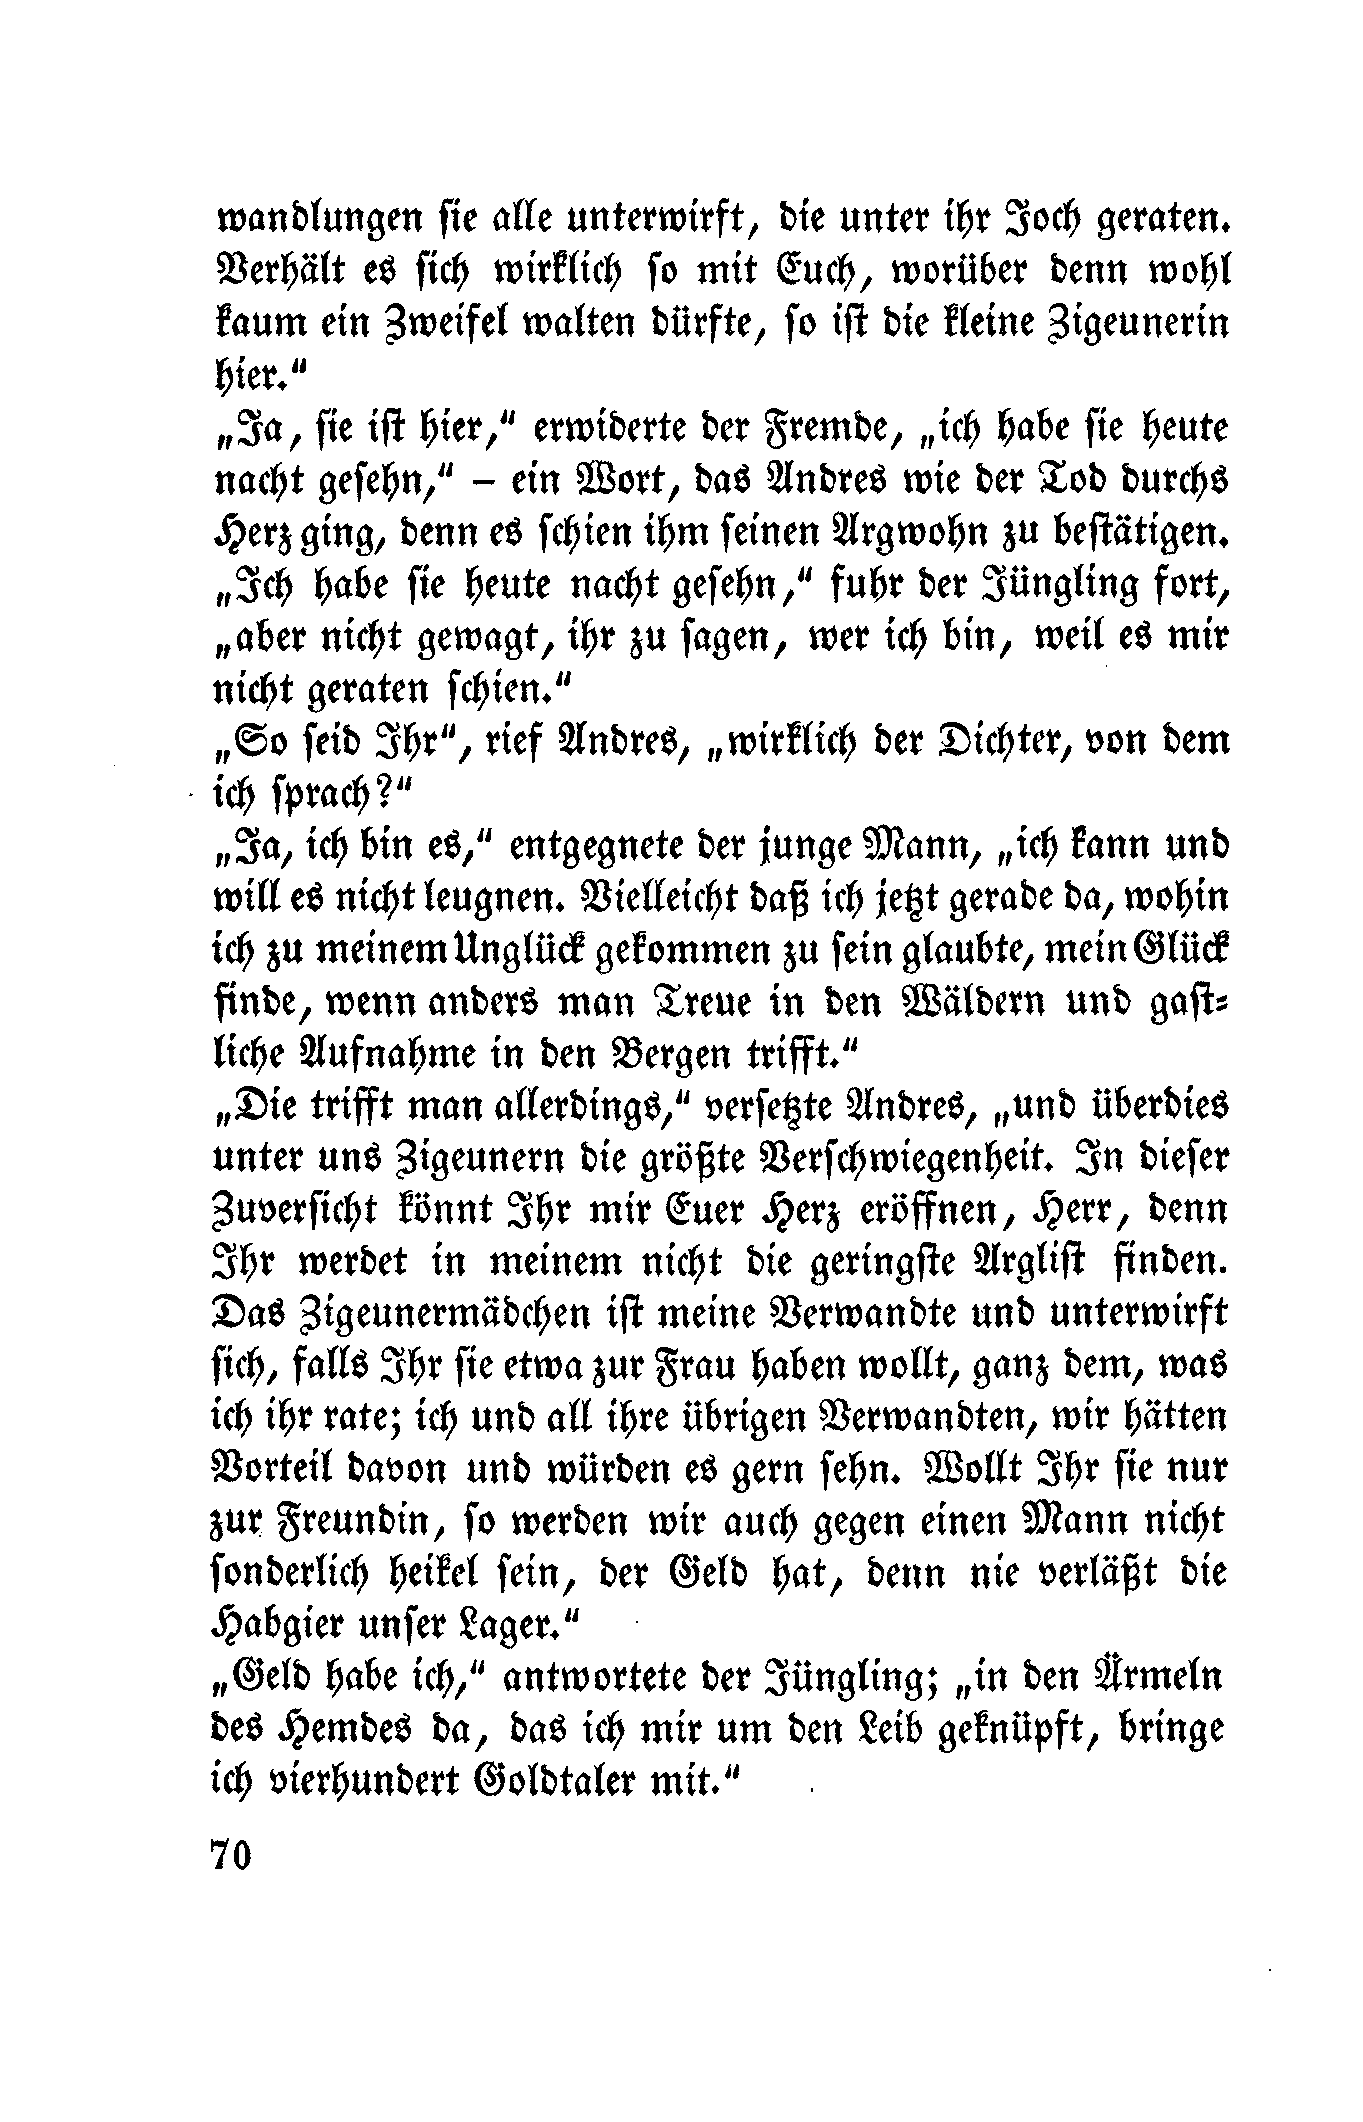 wandlungen sie alle unterwirft, die unter ihr Joch geraten.
Verhält es sich wirklich so mit Euch, worüber denn wohl
kaum ein Zweifel walten dürfte, so ist die kleine Zigeunerin
hier.“
„Ja, sie ist hier,“ erwiderte der Fremde, „ich habe sie heute
nacht gesehn,“ – ein Wort, das Andres wie der Tod durchs
Herz ging, denn es schien ihm seinen Argwohn zu bestätigen.
„Ich habe sie heute nacht gesehn,“ fuhr der Jüngling fort,
„aber nicht gewagt, ihr zu sagen, wer ich bin, weil es mir
nicht geraten schien.“
„So seid Ihr“, rief Andres, „wirklich der Dichter, von dem
ich sprach?“
„Ja, ich bin es,“ entgegnete der junge Mann, „ich kann und
will es nicht leugnen. Vielleicht daß ich jetzt gerade da, wohin
ich zu meinem Unglück gekommen zu sein glaubte, mein Glück
finde, wenn anders man Treue in den Wäldern und gast-
liche Aufnahme in den Bergen trifft.“
„Die trifft man allerdings,“ versetzte Andres, „und überdies
unter uns Zigeunern die größte Verschwiegenheit. In dieser
Zuversicht könnt Ihr mir Euer Herz eröffnen, Herr, denn
Ihr werdet in meinem nicht die geringste Arglist finden.
Das Zigeunermädchen ist meine Verwandte und unterwirft
sich, falls Ihr sie etwa zur Frau haben wollt, ganz dem, was
ich ihr rate; ich und all ihre übrigen Verwandten, wir hätten
Vorteil davon und würden es gern sehn. Wollt Ihr sie nur
zur Freundin, so werden wir auch gegen einen Mann nicht
sonderlich heikel sein, der Geld hat, denn nie verläßt die
Habgier unser Lager.“
„Geld habe ich,“ antwortete der Jüngling; „in den Ärmeln
des Hemdes da, das ich mir um den Leib geknüpft, bringe
ich vierhundert Goldtaler mit.“
70